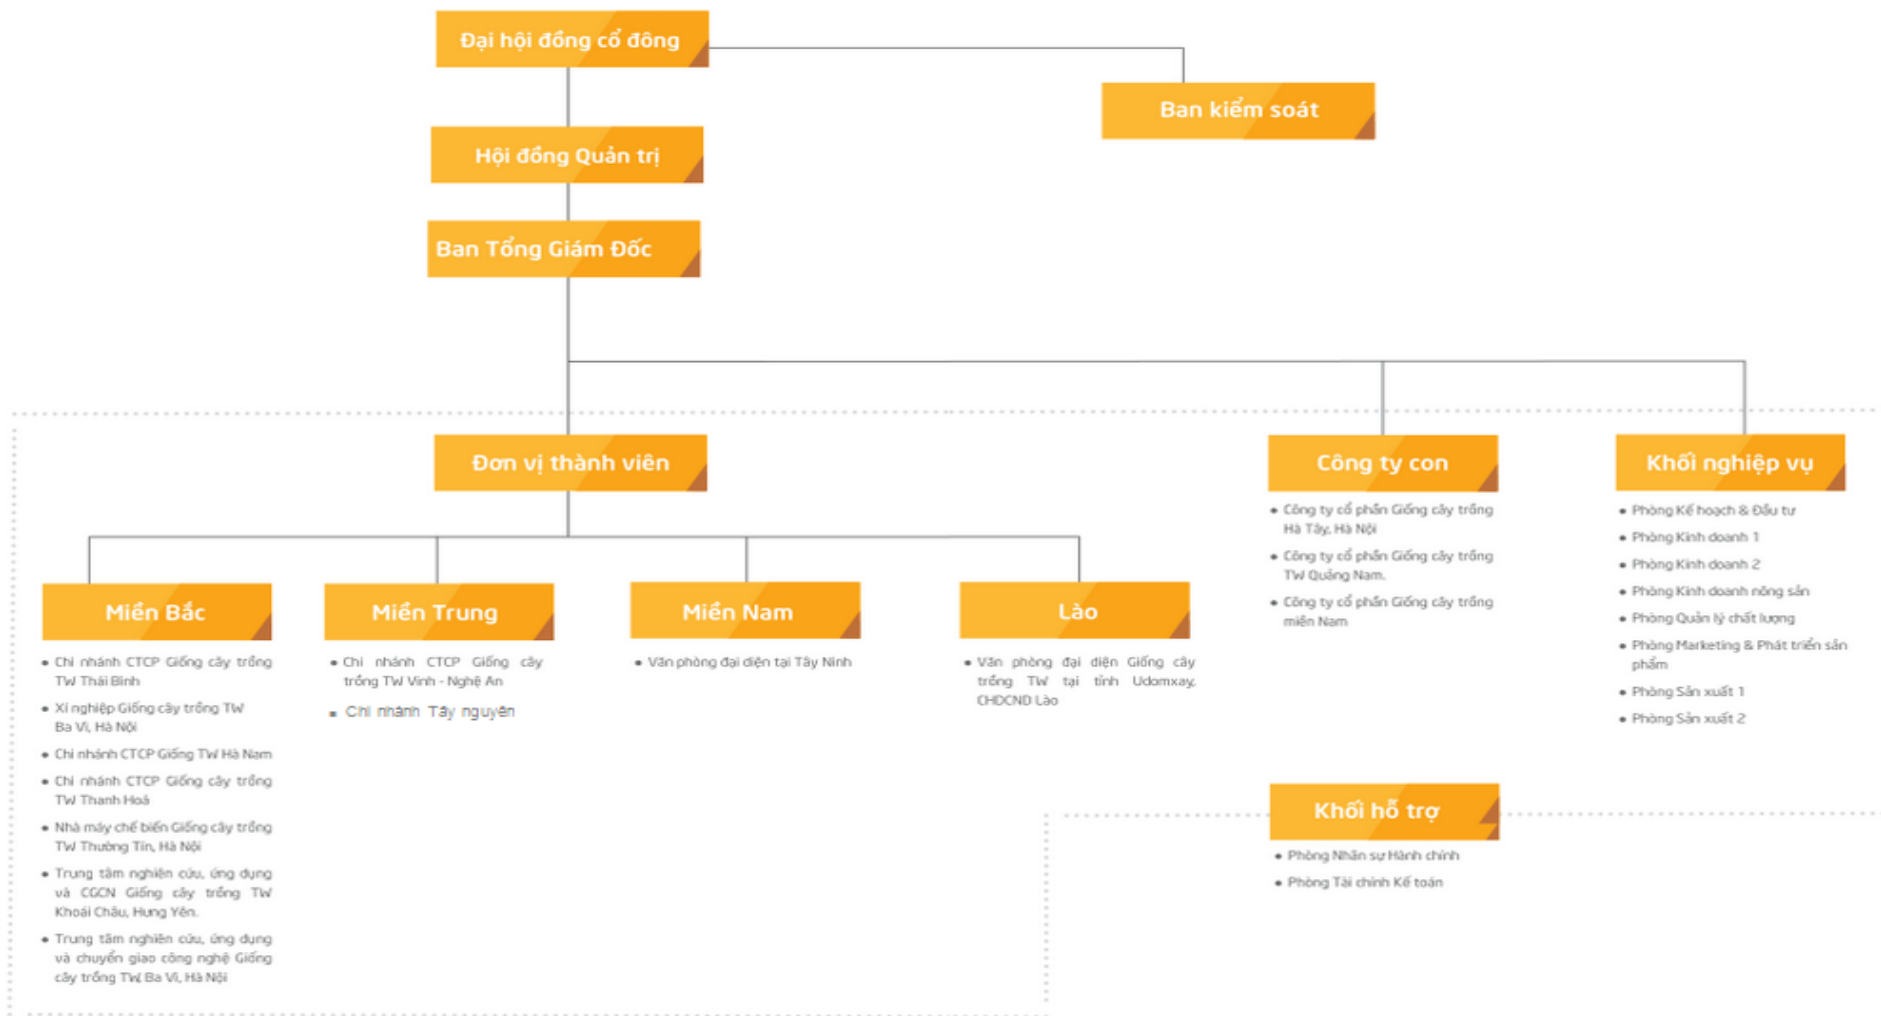 Đại hội đồng cổ đông
Ban kiểm soát
Hội đồng Quản trị
Ban Tổng Giám Đốc
Đơn vị thành viên
Công ty con
Khối nghiệp vụ
• Công ty cổ phần Giống cây trồng
Hà Tây, Hà Nội
• Công ty cổ phần Giống cây trồng
TW Quảng Nam.
• Công ty cổ phần Giống cây trồng
miền Nam
• Phòng Kế hoạch & Đầu tư
• Phòng Kinh doanh 1
• Phòng Kinh doanh 2
• Phòng Kinh doanh nông sản
• Phòng Quản lý chất lượng
• Phòng Marketing & Phát triển sản
phẩm
• Phòng Sản xuất 1
• Phòng Sản xuất 2
Miền Bắc
• Chi nhánh CTCP Giống cây trồng
TW Thái Bình
• Xí nghiệp Giống cây trồng TW
Ba Vì, Hà Nội
• Chi nhánh CTCP Giống TW Hà Nam
• Chi nhánh CTCP Giống cây trồng
TW Thanh Hoá
• Nhà máy chế biến Giống cây trồng
TW Thường Tín, Hà Nội
• Trung tâm nghiên cứu, ứng dụng
và CGCN Giống cây trồng TW
Khoái Châu, Hưng Yên.
• Trung tâm nghiên cứu, ứng dụng
và chuyển giao công nghệ Giống
cây trồng TW, Ba Vì, Hà Nội
Miền Trung
• Chi nhánh CTCP Giống cây
trồng TW Vinh - Nghệ An
▪ Chi nhánh Tây nguyên
Miền Nam
• Văn phòng đại diện tại Tây Ninh
Lào
• Văn phòng đại diện Giống cây
trồng TW tại tỉnh Udomxay,
CHDCND Lào
Khối hỗ trợ
• Phòng Nhân sự Hành chính
• Phòng Tài chính Kế toán